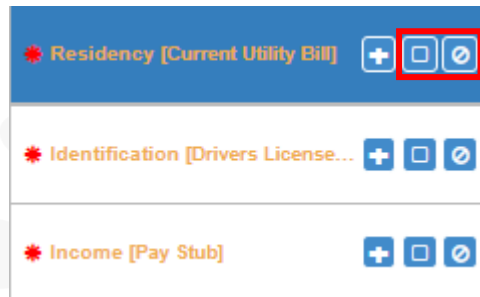 Residency [Current Utility Bill]
Identification [Drivers License...
Income [Pay Stub]